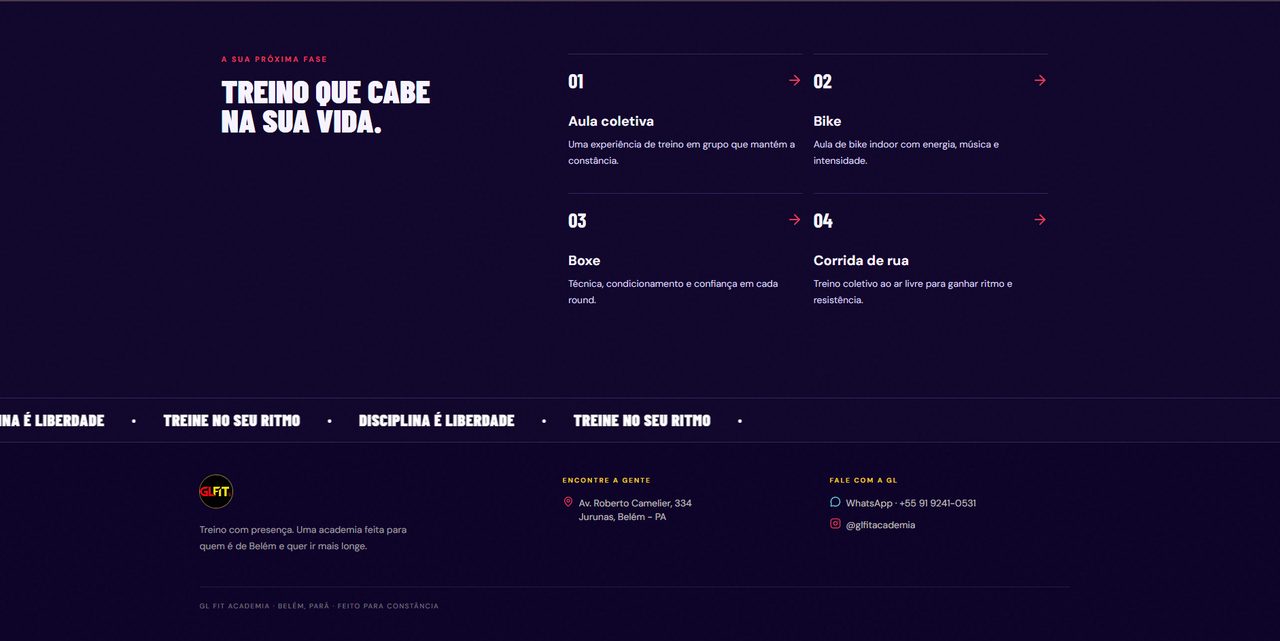 A SUA PRÓXIMA FASE
TREINO QUE CABE
NA SUA VIDA.
01
Aula coletiva
Uma experiência de treino em grupo que mantém a
constância.
02
Bike
Aula de bike indoor com energia, música e
intensidade.
03
Boxe
Técnica, condicionamento e confiança em cada
round.
04
Corrida de rua
Treino coletivo ao ar livre para ganhar ritmo e
resistência.
INA É LIBERDADE • TREINE NO SEU RITMO • DISCIPLINA É LIBERDADE • TREINE NO SEU RITMO •
GLFIT
Treino com presença. Uma academia feita para
quem é de Belém e quer ir mais longe.
ENCONTRE A GENTE
Av. Roberto Camelier, 334
Jurunas, Belém - PA
FALE COM A GL
WhatsApp · +55 91 9241-0531
@glfitacademia
GL FIT ACADEMIA · BELÉM, PARÁ · FEITO PARA CONSTÂNCIA